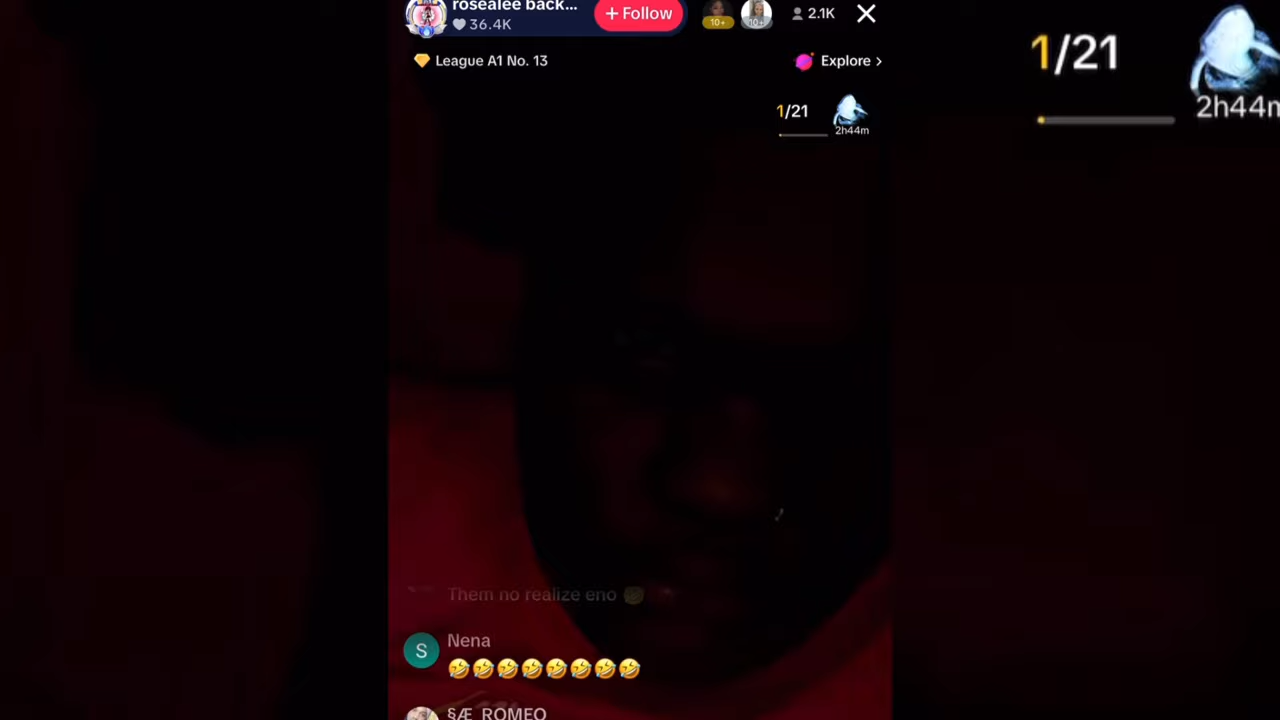 rosealee back...
36.4K
+ Follow
10+
10+
2.1K
League A1 No. 13
Explore >
1/21
2h44m
1/21
2h44m
Them no realize eno
Nena
S
§Æ ROMEO